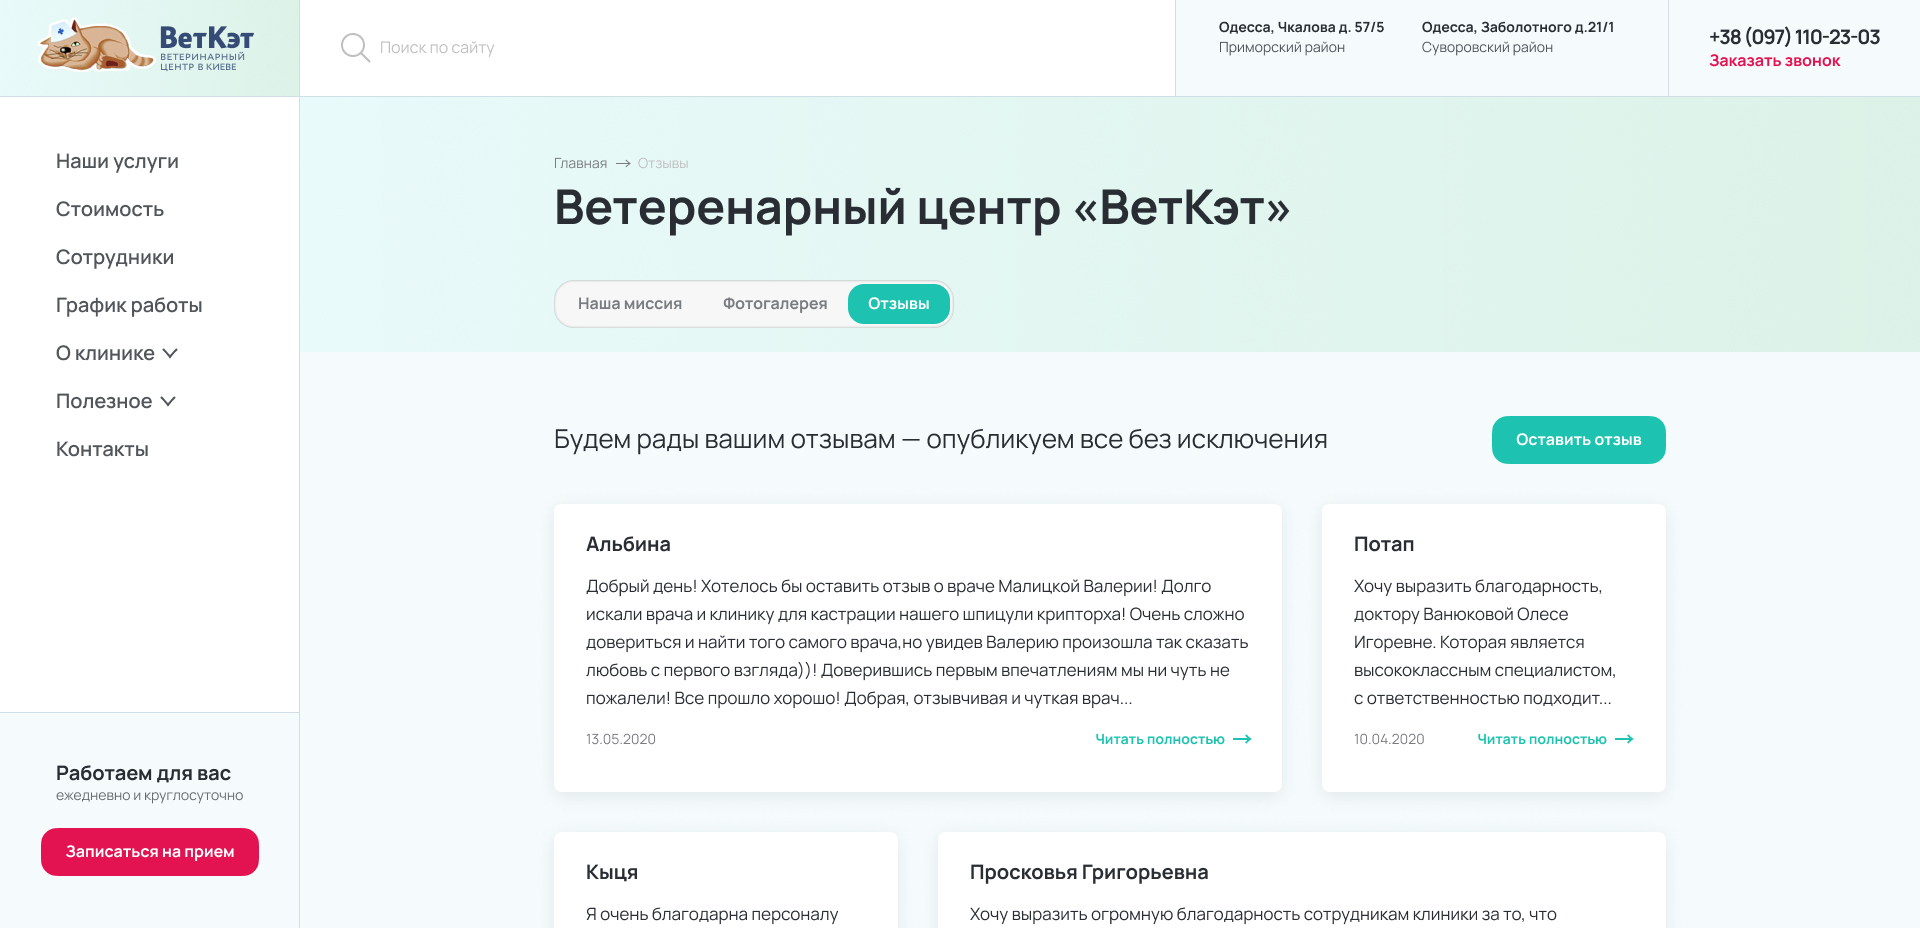 ВетКэт
ВЕТЕРИНАРНЫЙ
ЦЕНТР В КИЕВЕ
Поиск по сайту
Одесса, Чкалова д. 57/5
Приморский район
Одесса, Заболотного д.21/1
Суворовский район
+38 (097) 110-23-03
Заказать звонок
Наши услуги
Стоимость
Сотрудники
График работы
О клинике
Полезное
Контакты
Работаем для вас
ежедневно и круглосуточно
Записаться на прием
Главная → Отзывы
Ветеренарный центр «ВетКэт»
Наша миссия
Фотогалерея
Отзывы
Будем рады вашим отзывам — опубликуем все без исключения
Оставить отзыв
Альбина
Добрый день! Хотелось бы оставить отзыв о враче Малицкой Валерии! Долго
искали врача и клинику для кастрации нашего шпицули крипторха! Очень сложно
довериться и найти того самого врача,но увидев Валерию произошла так сказать
любовь с первого взгляда))! Доверившись первым впечатлениям мы ни чуть не
пожалели! Все прошло хорошо! Добрая, отзывчивая и чуткая врач...
13.05.2020
Читать полностью →
Потап
Хочу выразить благодарность,
доктору Ванюковой Олесе
Игоревне. Которая является
высококлассным специалистом,
с ответственностью подходит...
10.04.2020
Читать полностью →
Кыця
Я очень благодарна персоналу
Просковья Григорьевна
Хочу выразить огромную благодарность сотрудникам клиники за то, что